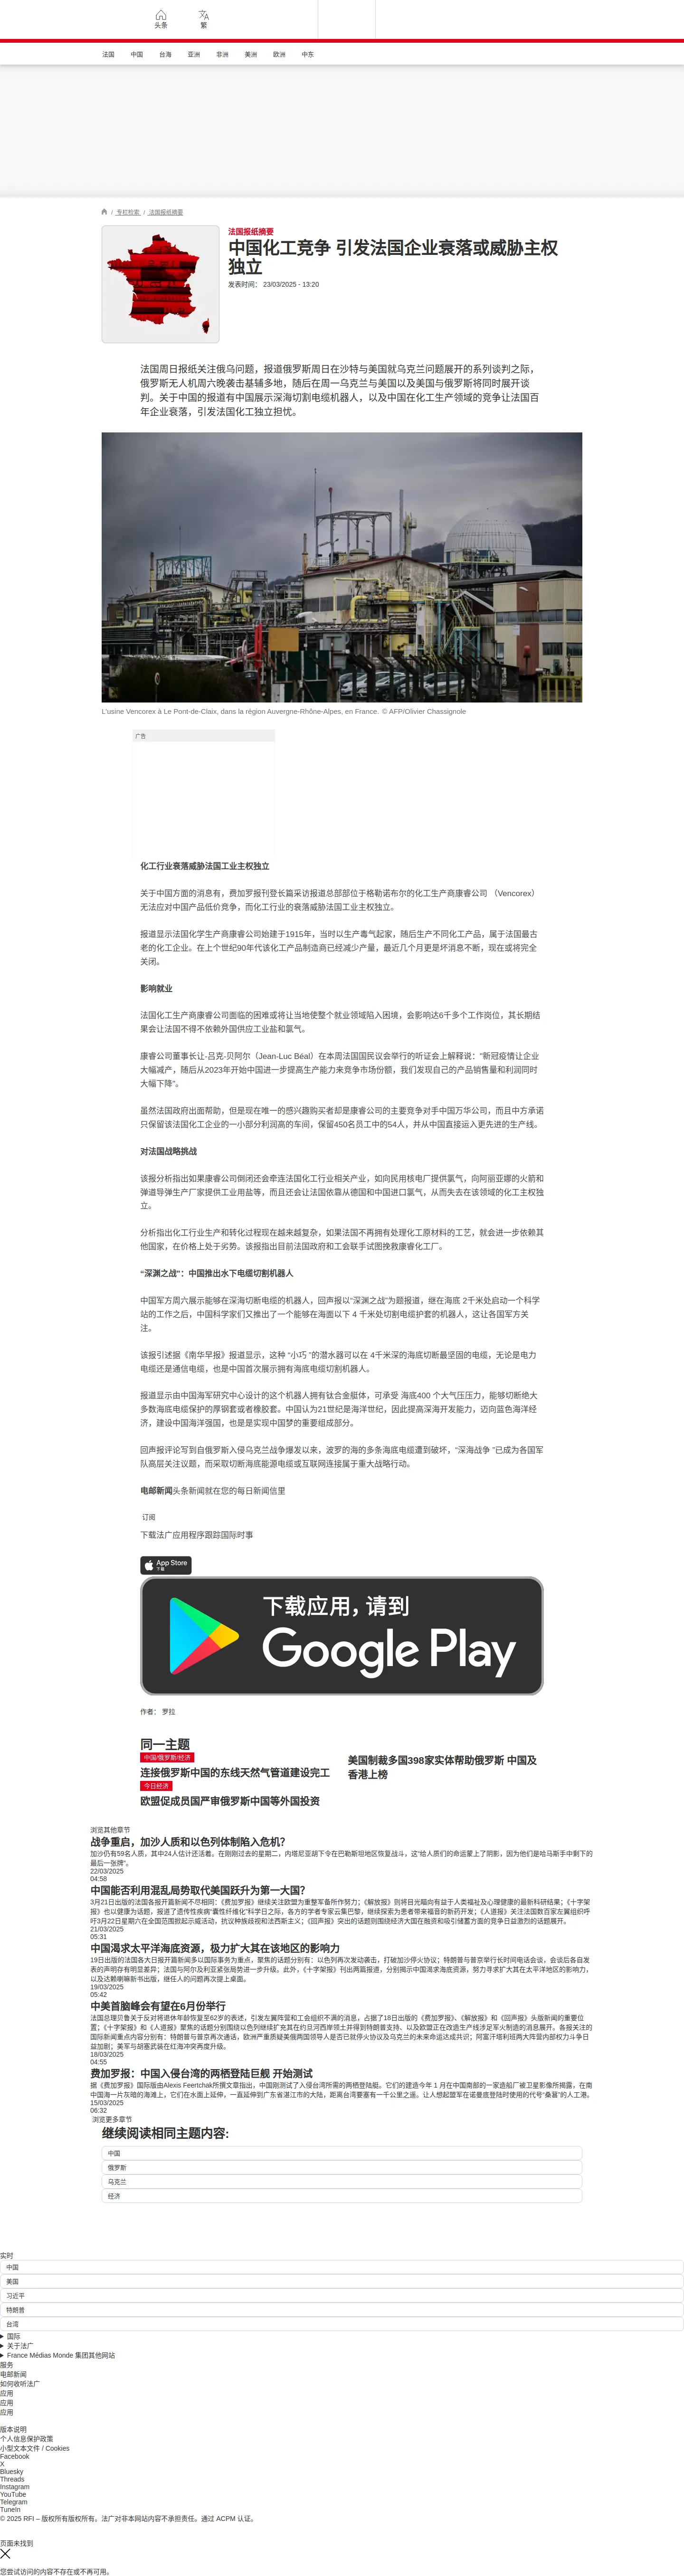 头条
繁
法国
中国
台海
亚洲
非洲
美洲
欧洲
中东
/ 专栏检索 / 法国报纸摘要
法国报纸摘要
中国化工竞争 引发法国企业衰落或威胁主权
独立
发表时间： 23/03/2025 - 13:20
法国周日报纸关注俄乌问题，报道俄罗斯周日在沙特与美国就乌克兰问题展开的系列谈判之际，
俄罗斯无人机周六晚袭击基辅多地，随后在周一乌克兰与美国以及美国与俄罗斯将同时展开谈
判。关于中国的报道有中国展示深海切割电缆机器人，以及中国在化工生产领域的竞争让法国百
年企业衰落，引发法国化工独立担忧。
L'usine Vencorex à Le Pont-de-Claix, dans la région Auvergne-Rhône-Alpes, en France. © AFP/Olivier Chassignole
广告
化工行业衰落威胁法国工业主权独立
关于中国方面的消息有，费加罗报刊登长篇采访报道总部部位于格勒诺布尔的化工生产商康睿公司 （Vencorex）
无法应对中国产品低价竞争，而化工行业的衰落威胁法国工业主权独立。
报道显示法国化学生产商康睿公司始建于1915年，当时以生产毒气起家，随后生产不同化工产品，属于法国最古
老的化工企业。在上个世纪90年代该化工产品制造商已经减少产量，最近几个月更是坏消息不断，现在或将完全
关闭。
影响就业
法国化工生产商康睿公司面临的困难或将让当地使整个就业领域陷入困境，会影响达6千多个工作岗位，其长期结
果会让法国不得不依赖外国供应工业盐和氯气。
康睿公司董事长让-吕克-贝阿尔（Jean-Luc Béal）在本周法国国民议会举行的听证会上解释说："新冠疫情让企业
大幅减产，随后从2023年开始中国进一步提高生产能力来竞争市场份额，我们发现自己的产品销售量和利润同时
大幅下降"。
虽然法国政府出面帮助，但是现在唯一的感兴趣购买者却是康睿公司的主要竞争对手中国万华公司，而且中方承诺
只保留该法国化工企业的一小部分利润高的车间，保留450名员工中的54人，并从中国直接运入更先进的生产线。
对法国战略挑战
该报分析指出如果康睿公司倒闭还会牵连法国化工行业相关产业，如向民用核电厂提供氯气，向阿丽亚娜的火箭和
弹道导弹生产厂家提供工业用盐等，而且还会让法国依靠从德国和中国进口氯气，从而失去在该领域的化工主权独
立。
分析指出化工行业生产和转化过程现在越来越复杂，如果法国不再拥有处理化工原材料的工艺，就会进一步依赖其
他国家，在价格上处于劣势。该报指出目前法国政府和工会联手试图挽救康睿化工厂。
“深渊之战"：中国推出水下电缆切割机器人
中国军方周六展示能够在深海切断电缆的机器人，回声报以“深渊之战”为题报道，继在海底 2千米处启动一个科学
站的工作之后，中国科学家们又推出了一个能够在海面以下 4 千米处切割电缆护套的机器人，这让各国军方关
注。
该报引述据《南华早报》报道显示，这种 “小巧 ”的潜水器可以在 4千米深的海底切断最坚固的电缆，无论是电力
电缆还是通信电缆，也是中国首次展示拥有海底电缆切割机器人。
报道显示由中国海军研究中心设计的这个机器人拥有钛合金艇体，可承受 海底400 个大气压压力，能够切断绝大
多数海底电缆保护的厚钢套或者橡胶套。中国认为21世纪是海洋世纪，因此提高深海开发能力，迈向蓝色海洋经
济，建设中国海洋强国，也是是实现中国梦的重要组成部分。
回声报评论写到自俄罗斯入侵乌克兰战争爆发以来，波罗的海的多条海底电缆遭到破坏，“深海战争 ”已成为各国军
队高层关注议题，而采取切断海底能源电缆或互联网连接属于重大战略行动。
电邮新闻头条新闻就在您的每日新闻信里
订阅
下载法广应用程序跟踪国际时事
App Store
下载
下载应用，请到
Google Play
作者： 罗拉
同一主题
中国/俄罗斯/经济
连接俄罗斯中国的东线天然气管道建设完工
今日经济
欧盟促成员国严审俄罗斯中国等外国投资
美国制裁多国398家实体帮助俄罗斯 中国及
香港上榜
浏览其他章节
战争重启，加沙人质和以色列体制陷入危机?
加沙仍有59名人质，其中24人估计还活着。在刚刚过去的星期二，内塔尼亚胡下令在巴勒斯坦地区恢复战斗，这"给人质们的命运蒙上了阴影，因为他们是哈马斯手中剩下的
最后一张牌"。
22/03/2025
04:58
中国能否利用混乱局势取代美国跃升为第一大国?
3月21日出版的法国各报开篇新闻不尽相同：《费加罗报》继续关注欧盟为重整军备所作努力；《解放报》则将目光瞄向有益于人类福祉及心理健康的最新科研结果；《十字架
报》也以健康为话题，报道了遗传性疾病"囊性纤维化"科学日之际，各方的学者专家云集巴黎，继续探索为患者带来福音的新药开发；《人道报》关注法国数百家左翼组织呼
吁3月22日星期六在全国范围掀起示威活动，抗议种族歧视和法西斯主义；《回声报》突出的话题则围绕经济大国在融资和吸引储蓄方面的竞争日益激烈的话题展开。
21/03/2025
05:31
中国渴求太平洋海底资源，极力扩大其在该地区的影响力
19日出版的法国各大日报开篇新闻多以国际事务为重点，聚焦的话题分别有：以色列再次发动袭击，打破加沙停火协议；特朗普与普京举行长时间电话会谈，会谈后各自发
表的声明存有明显差异；法国与阿尔及利亚紧张局势进一步升级。此外，《十字架报》刊出两篇报道，分别揭示中国渴求海底资源，努力寻求扩大其在太平洋地区的影响力，
以及达赖喇嘛新书出版，继任人的问题再次提上桌面。
19/03/2025
05:42
中美首脑峰会有望在6月份举行
法国总理贝鲁关于反对将退休年龄恢复至62岁的表述，引发左翼阵营和工会组织不满的消息，占据了18日出版的《费加罗报》、《解放报》和《回声报》头版新闻的重要位
置；《十字架报》和《人道报》聚焦的话题分别围绕以色列继续扩充其在约旦河西岸领土并得到特朗普支持、以及欧盟正在改造生产线涉足军火制造的消息展开。各报关注的
国际新闻重点内容分别有：特朗普与普京再次通话，欧洲严重质疑美俄两国领导人是否已就停火协议及乌克兰的未来命运达成共识；阿富汗塔利班两大阵营内部权力斗争日
益加剧；美军与胡塞武装在红海冲突再度升级。
18/03/2025
04:55
费加罗报：中国入侵台湾的两栖登陆巨舰 开始测试
据《费加罗报》国际版由Alexis Feertchak所撰文章指出，中国刚测试了入侵台湾所需的两栖登陆艇。它们的建造今年 1 月在中国南部的一家造船厂被卫星影像所揭露，在南
中国海一片灰暗的海滩上，它们在水面上延伸，一直延伸到广东省湛江市的大陆，距离台湾要塞有一千公里之遥。让人想起盟军在诺曼底登陆时使用的代号"桑葚"的人工港。
15/03/2025
06:32
浏览更多章节
继续阅读相同主题内容:
中国
俄罗斯
乌克兰
经济
实时
中国
美国
习近平
特朗普
台湾
国际
关于法广
France Médias Monde 集团其他网站
服务
电邮新闻
如何收听法广
应用
应用
应用
版本说明
个人信息保护政策
小型文本文件 / Cookies
Facebook
X
Bluesky
Threads
Instagram
YouTube
Telegram
TuneIn
© 2025 RFI – 版权所有版权所有。法广对非本网站内容不承担责任。通过 ACPM 认证。
页面未找到
您尝试访问的内容不存在或不再可用。